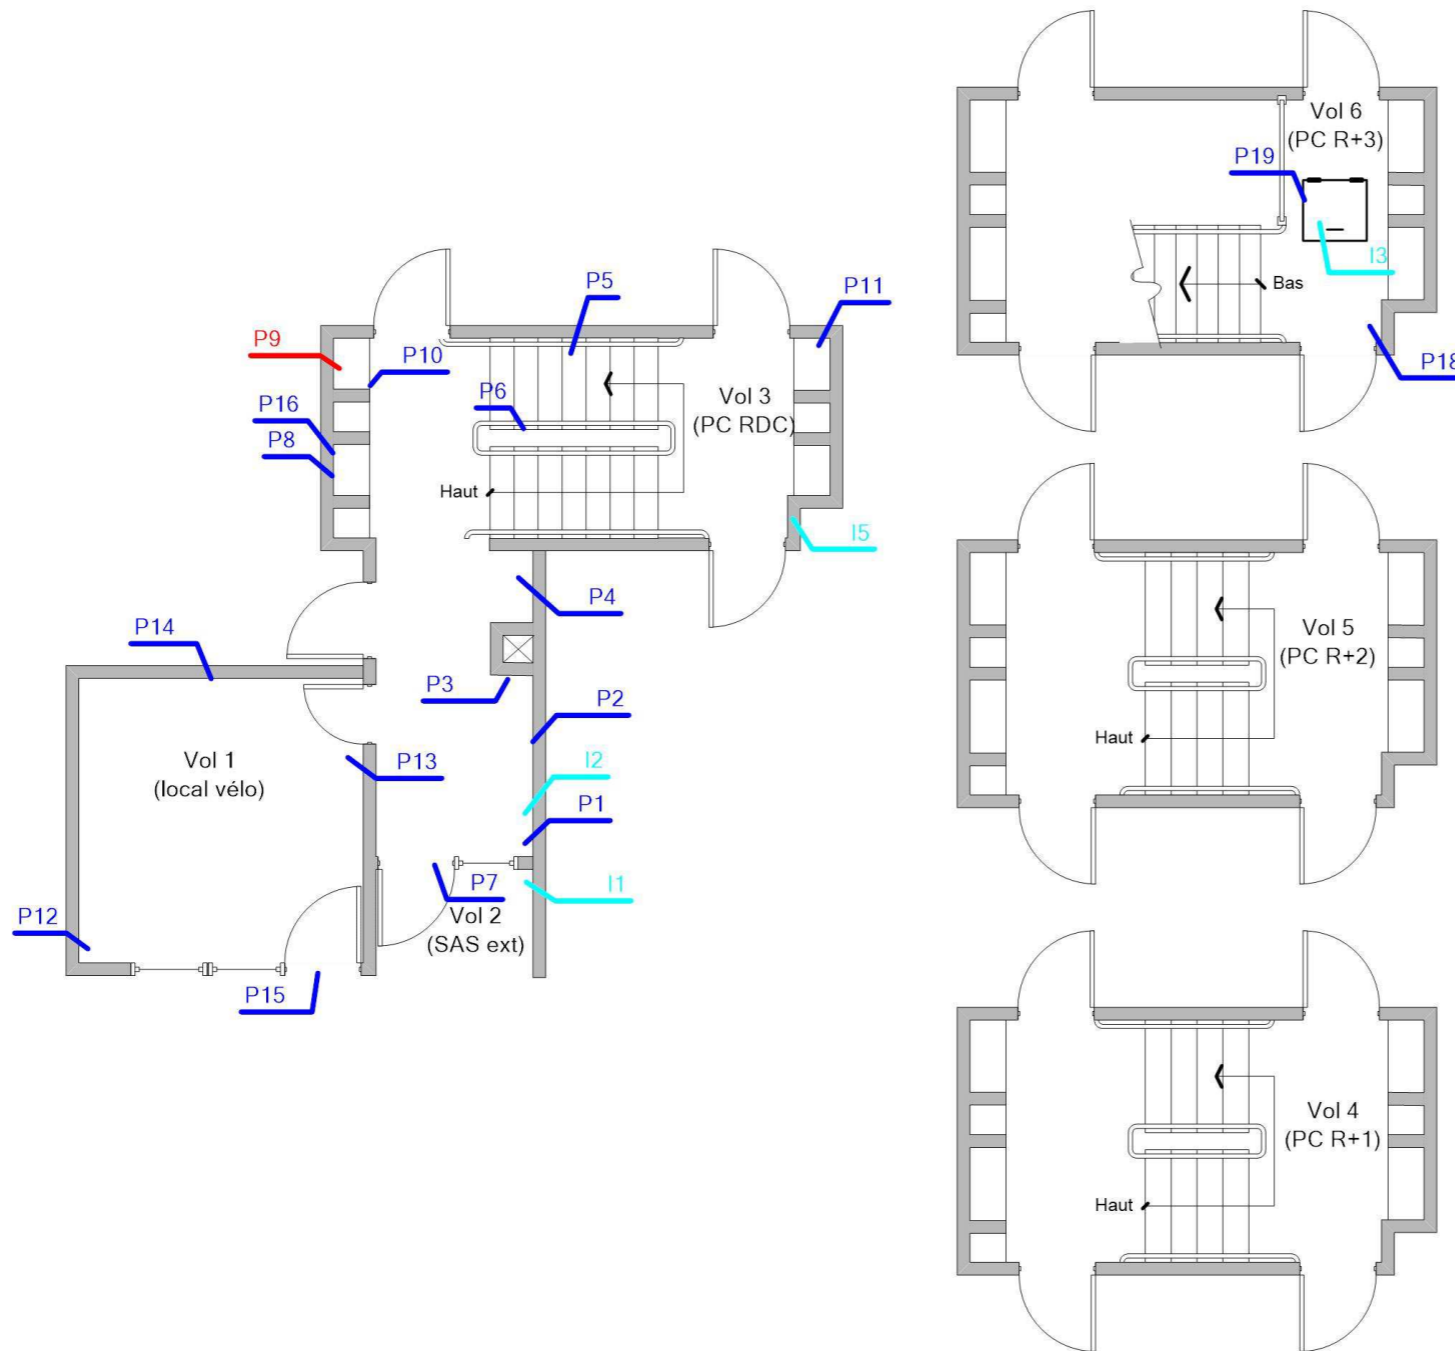 Vol 6
(PC R+3)
P19
I3
Bas
P18
P5
P11
P9
P10
P6
Vol 3
(PC RDC)
P16
P8
Haut
I5
P4
P14
P3
P2
Vol 1
(local vélo)
P13
I2
P1
P7
I1
Vol 2
(SAS ext)
P12
P15
Vol 5
(PC R+2)
Haut
Vol 4
(PC R+1)
Haut